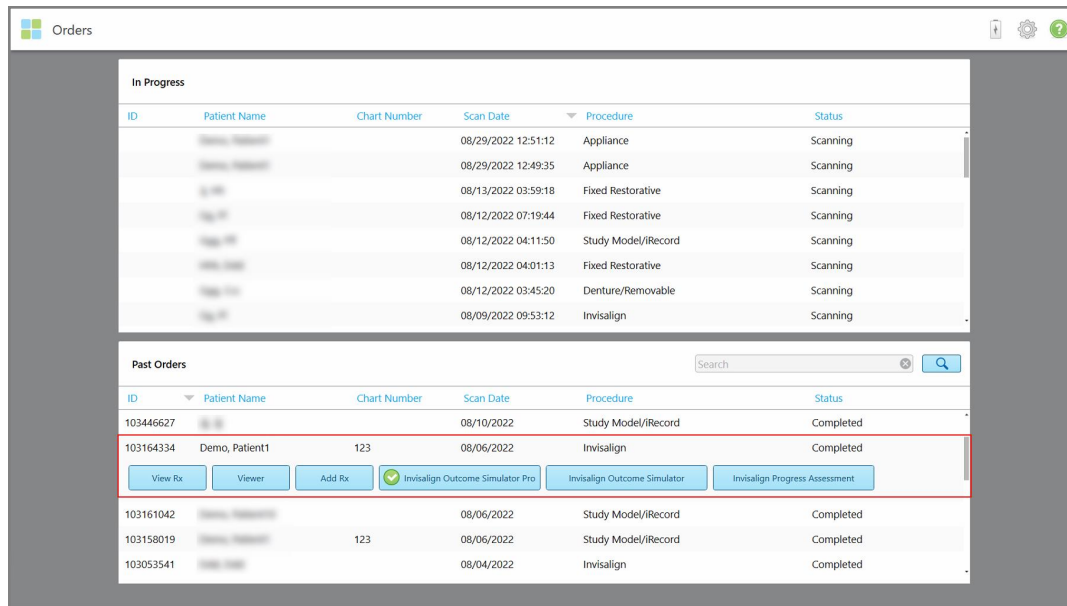 Orders
?
In Progress
ID Patient Name Chart Number Scan Date Procedure Status
08/29/2022 12:51:12 Appliance Scanning
08/29/2022 12:49:35 Appliance Scanning
08/13/2022 03:59:18 Fixed Restorative Scanning
08/12/2022 07:19:44 Fixed Restorative Scanning
08/12/2022 04:11:50 Study Model/iRecord Scanning
08/12/2022 04:01:13 Fixed Restorative Scanning
08/12/2022 03:45:20 Denture/Removable Scanning
08/09/2022 09:53:12 Invisalign Scanning
Past Orders Search
ID Patient Name Chart Number Scan Date Procedure Status
103446627 08/10/2022 Study Model/iRecord Completed
103164334 Demo, Patient1 123 08/06/2022 Invisalign Completed
View Rx Viewer Add Rx Invisalign Outcome Simulator Pro Invisalign Outcome Simulator Invisalign Progress Assessment
103161042 08/06/2022 Study Model/iRecord Completed
103158019 123 08/06/2022 Study Model/iRecord Completed
103053541 08/04/2022 Invisalign Completed